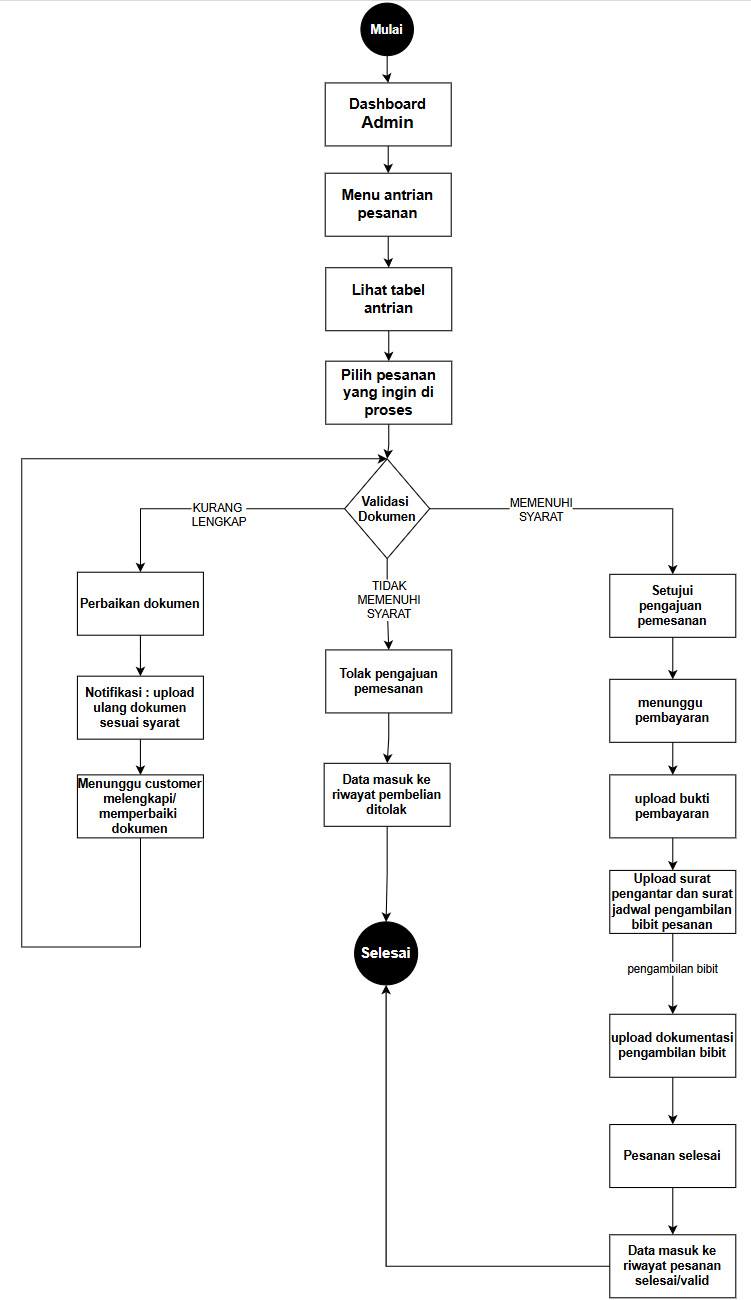 Mulai
Dashboard
Admin
Menu antrian
pesanan
Lihat tabel
antrian
Pilih pesanan
yang ingin di
proses
Validasi
Dokumen
KURANG
LENGKAP
Perbaikan dokumen
Notifikasi : upload
ulang dokumen
sesuai syarat
Menunggu customer
melengkapi/
memperbaiki
dokumen
TIDAK
MEMENUHI
SYARAT
Tolak pengajuan
pemesanan
Data masuk ke
riwayat pembelian
ditolak
Selesai
MEMENUHI
SYARAT
Setujui
pengajuan
pemesanan
menunggu
pembayaran
upload bukti
pembayaran
Upload surat
pengantar dan surat
jadwal pengambilan
bibit pesanan
pengambilan bibit
upload dokumentasi
pengambilan bibit
Pesanan selesai
Data masuk ke
riwayat pesanan
selesai/valid